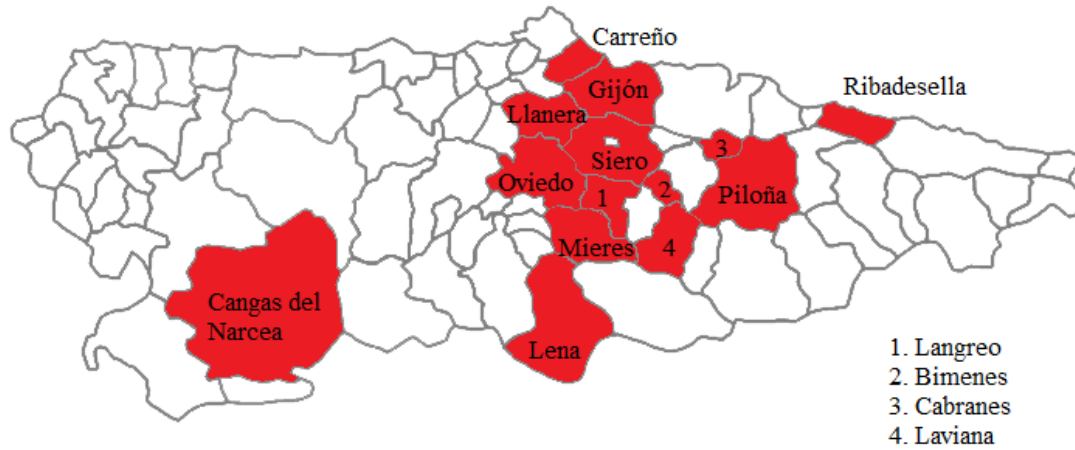 Carreño
Gijón
Ribadesella
Llanera
3
Siero
Oviedo
1
2
Piloña
Mieres
4
Cangas del
Narcea
Lena
1. Langreo
2. Bimenes
3. Cabranes
4. Laviana